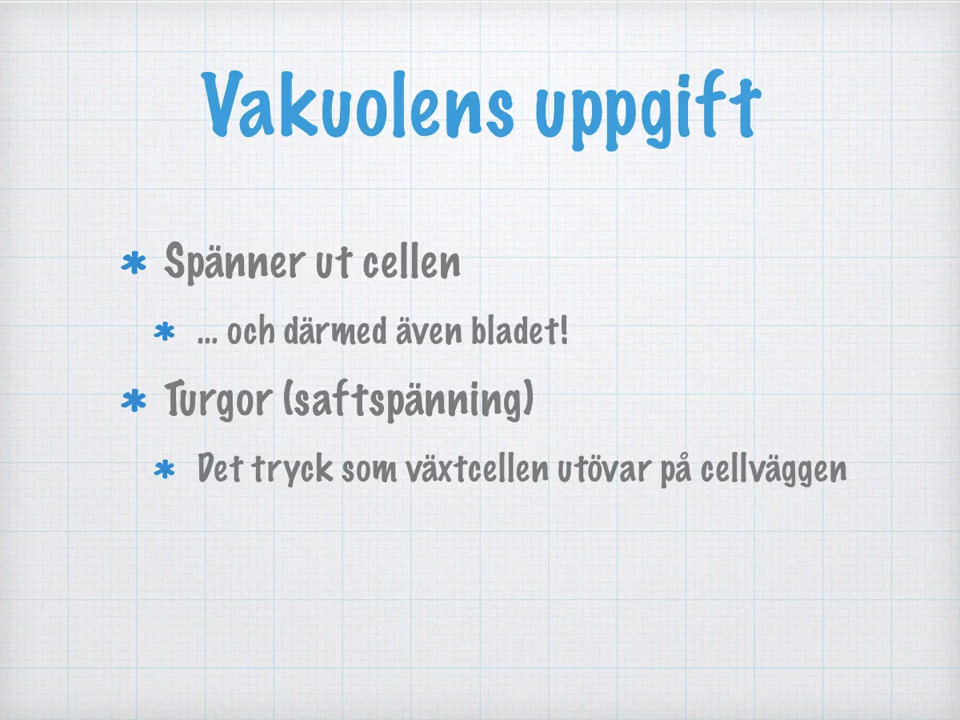 Vakuolens uppgift
Spänner ut cellen
... och därmed även bladet!
Turgor (saftspänning)
Det tryck som växtcellen utövar på cellväggen